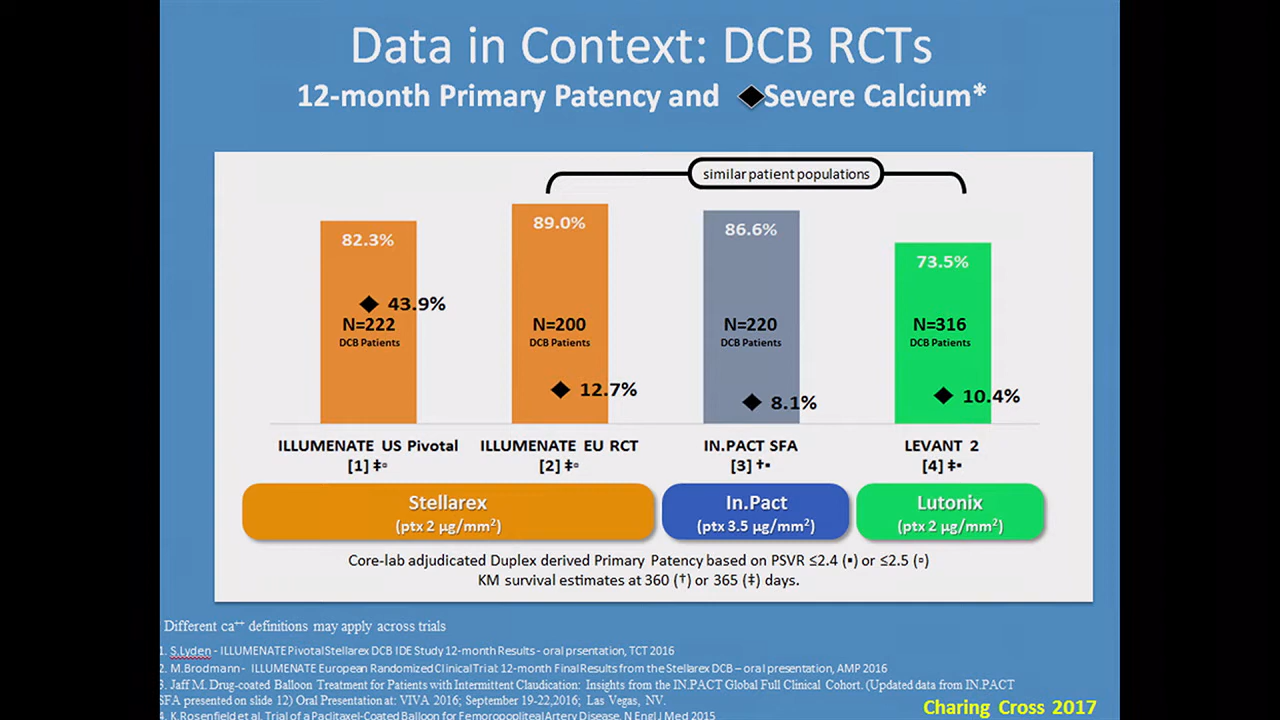 Data in Context: DCB RCTs
12-month Primary Patency and ◆Severe Calcium*
similar patient populations
82.3% 89.0% 86.6% 73.5%
◆ 43.9%
N=222 N=200 N=220 N=316
DCB Patients DCB Patients DCB Patients DCB Patients
◆ 12.7% ◆ 8.1% ◆ 10.4%
ILLUMENATE US Pivotal ILLUMENATE EU RCT IN.PACT SFA LEVANT 2
[1] ‡▫ [2] ‡▫ [3] †▪ [4] ‡▪
Stellarex In.Pact Lutonix
(ptx 2 µg/mm²) (ptx 3.5 µg/mm²) (ptx 2 µg/mm²)
Core-lab adjudicated Duplex derived Primary Patency based on PSVR ≤2.4 (▪) or ≤2.5 (▫)
KM survival estimates at 360 (†) or 365 (‡) days.
Different ca⁺⁺ definitions may apply across trials
1. S.Lyden - ILLUMENATE Pivotal Stellarex DCB IDE Study 12-month Results - oral prsentation, TCT 2016
2. M.Brodmann - ILLUMENATE European Randomized Clinical Trial: 12-month Final Results from the Stellarex DCB – oral presentation, AMP 2016
3. Jaff M. Drug-coated Balloon Treatment for Patients with Intermittent Claudication: Insights from the IN.PACT Global Full Clinical Cohort. (Updated data from IN.PACT
SFA presented on slide 12) Oral Presentation at: VIVA 2016; September 19-22,2016; Las Vegas, NV.
4. K.Rosenfield et al. Trial of a Paclitaxel-Coated Balloon for Femoropopliteal Artery Disease. N Engl J Med 2015
Charing Cross 2017